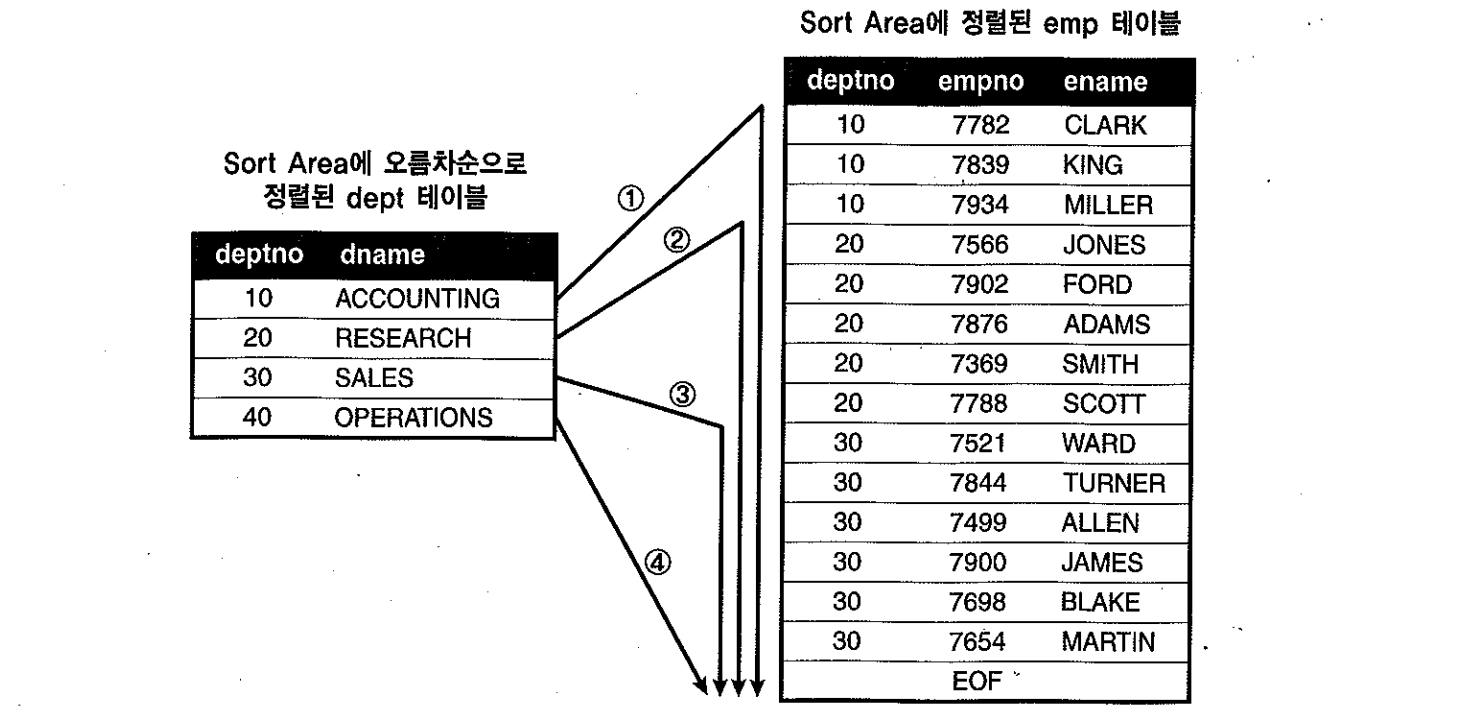 Sort Area에 정렬된 emp 테이블
deptno empno ename
10 7782 CLARK
10 7839 KING
10 7934 MILLER
20 7566 JONES
20 7902 FORD
20 7876 ADAMS
20 7369 SMITH
20 7788 SCOTT
30 7521 WARD
30 7844 TURNER
30 7499 ALLEN
30 7900 JAMES
30 7698 BLAKE
30 7654 MARTIN
EOF
Sort Area에 오름차순으로
정렬된 dept 테이블
deptno dname
10 ACCOUNTING
20 RESEARCH
30 SALES
40 OPERATIONS
①
②
③
④